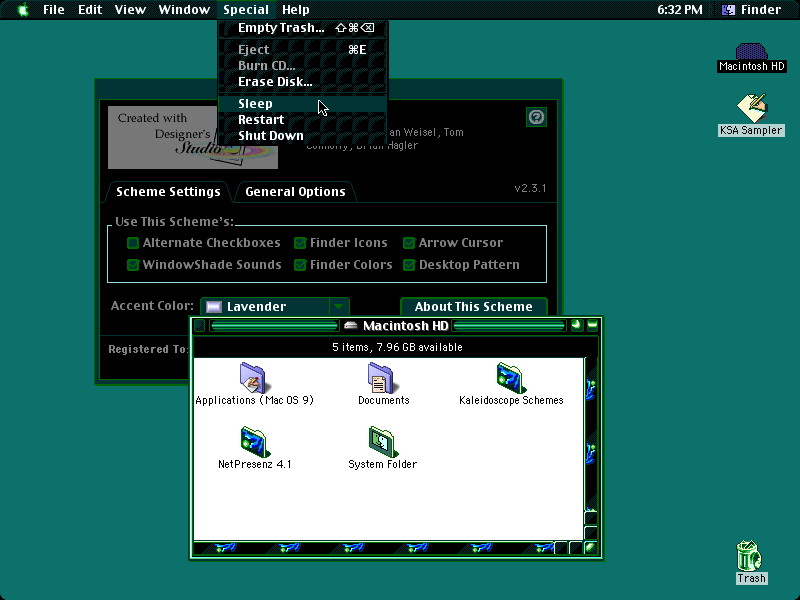 File Edit View Window Special Help 6:32 PM Finder
Empty Trash... ⇧⌘⌫
Eject ⌘E
Burn CD...
Erase Disk...
Sleep
Restart
Shut Down
Macintosh HD
KSA Sampler
Created with
Designer's
Studio
an Weisel, Tom
Connolly, Brian Hagler
v2.3.1
Scheme Settings General Options
Use This Scheme's:
Alternate Checkboxes Finder Icons Arrow Cursor
WindowShade Sounds Finder Colors Desktop Pattern
Accent Color: Lavender About This Scheme
Registered To:
Macintosh HD
5 items, 7.96 GB available
Applications (Mac OS 9) Documents Kaleidoscope Schemes
NetPresenz 4.1 System Folder
Trash